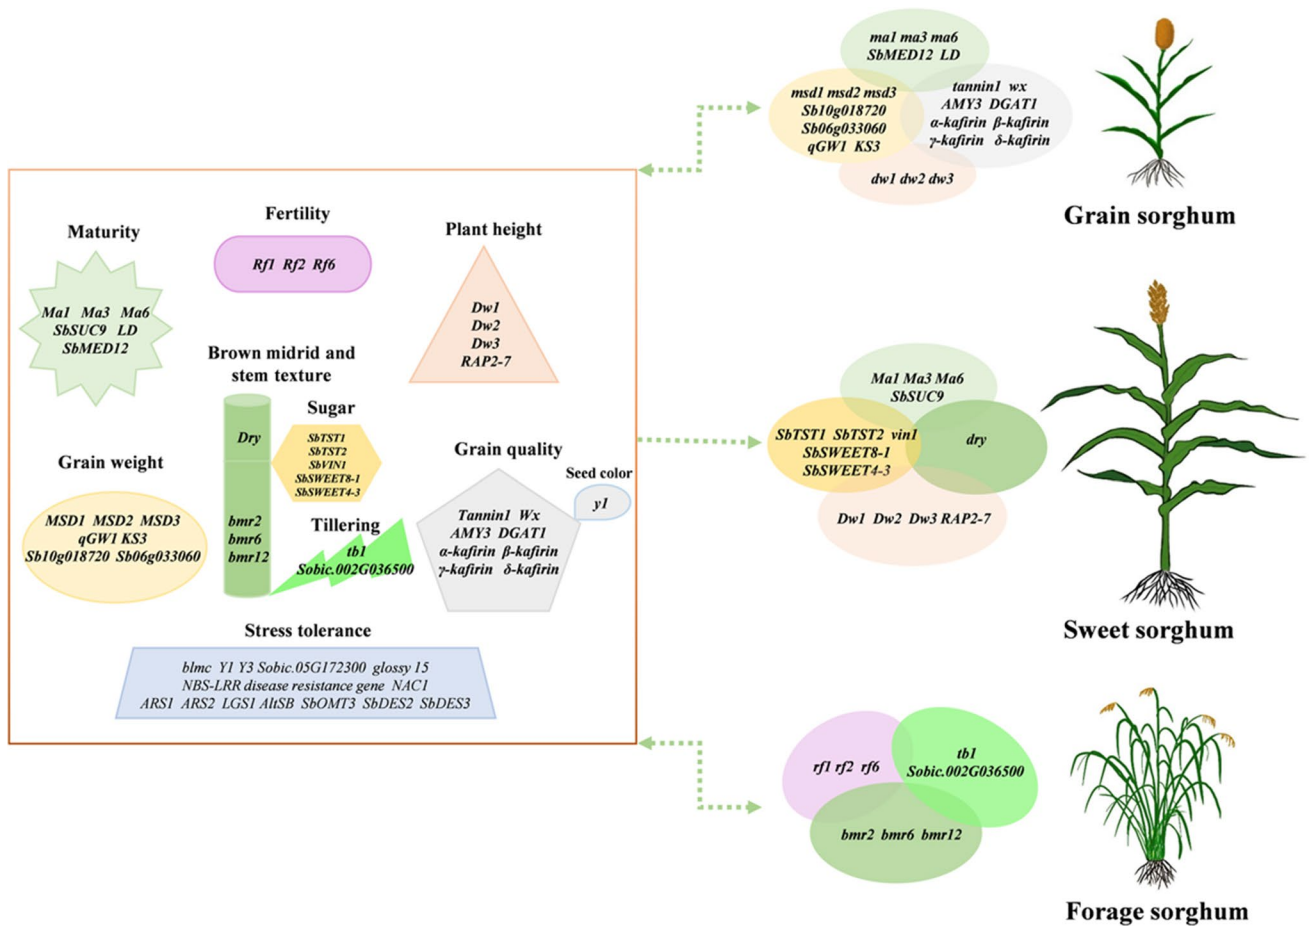 Maturity
Ma1 Ma3 Ma6
SbSUC9 LD
SbMED12
Fertility
Rf1 Rf2 Rf6
Plant height
Dw1
Dw2
Dw3
RAP2-7
Brown midrid and
stem texture
Dry
bmr2
bmr6
bmr12
Sugar
SbTST1
SbTST2
SbVIN1
SbSWEET8-1
SbSWEET4-3
Grain weight
MSD1 MSD2 MSD3
qGW1 KS3
Sb10g018720 Sb06g033060
Tillering
tb1
Sobic.002G036500
Grain quality
Tannin1 Wx
AMY3 DGAT1
α-kafirin β-kafirin
γ-kafirin δ-kafirin
Seed color
y1
Stress tolerance
blmc Y1 Y3 Sobic.05G172300 glossy 15
NBS-LRR disease resistance gene NAC1
ARS1 ARS2 LGS1 AltSB SbOMT3 SbDES2 SbDES3
ma1 ma3 ma6
SbMED12 LD
msd1 msd2 msd3
Sb10g018720
Sb06g033060
qGW1 KS3
tannin1 wx
AMY3 DGAT1
α-kafirin β-kafirin
γ-kafirin δ-kafirin
dw1 dw2 dw3
Grain sorghum
Ma1 Ma3 Ma6
SbSUC9
SbTST1 SbTST2 vin1
SbSWEET8-1
SbSWEET4-3
dry
Dw1 Dw2 Dw3 RAP2-7
Sweet sorghum
rf1 rf2 rf6
tb1
Sobic.002G036500
bmr2 bmr6 bmr12
Forage sorghum